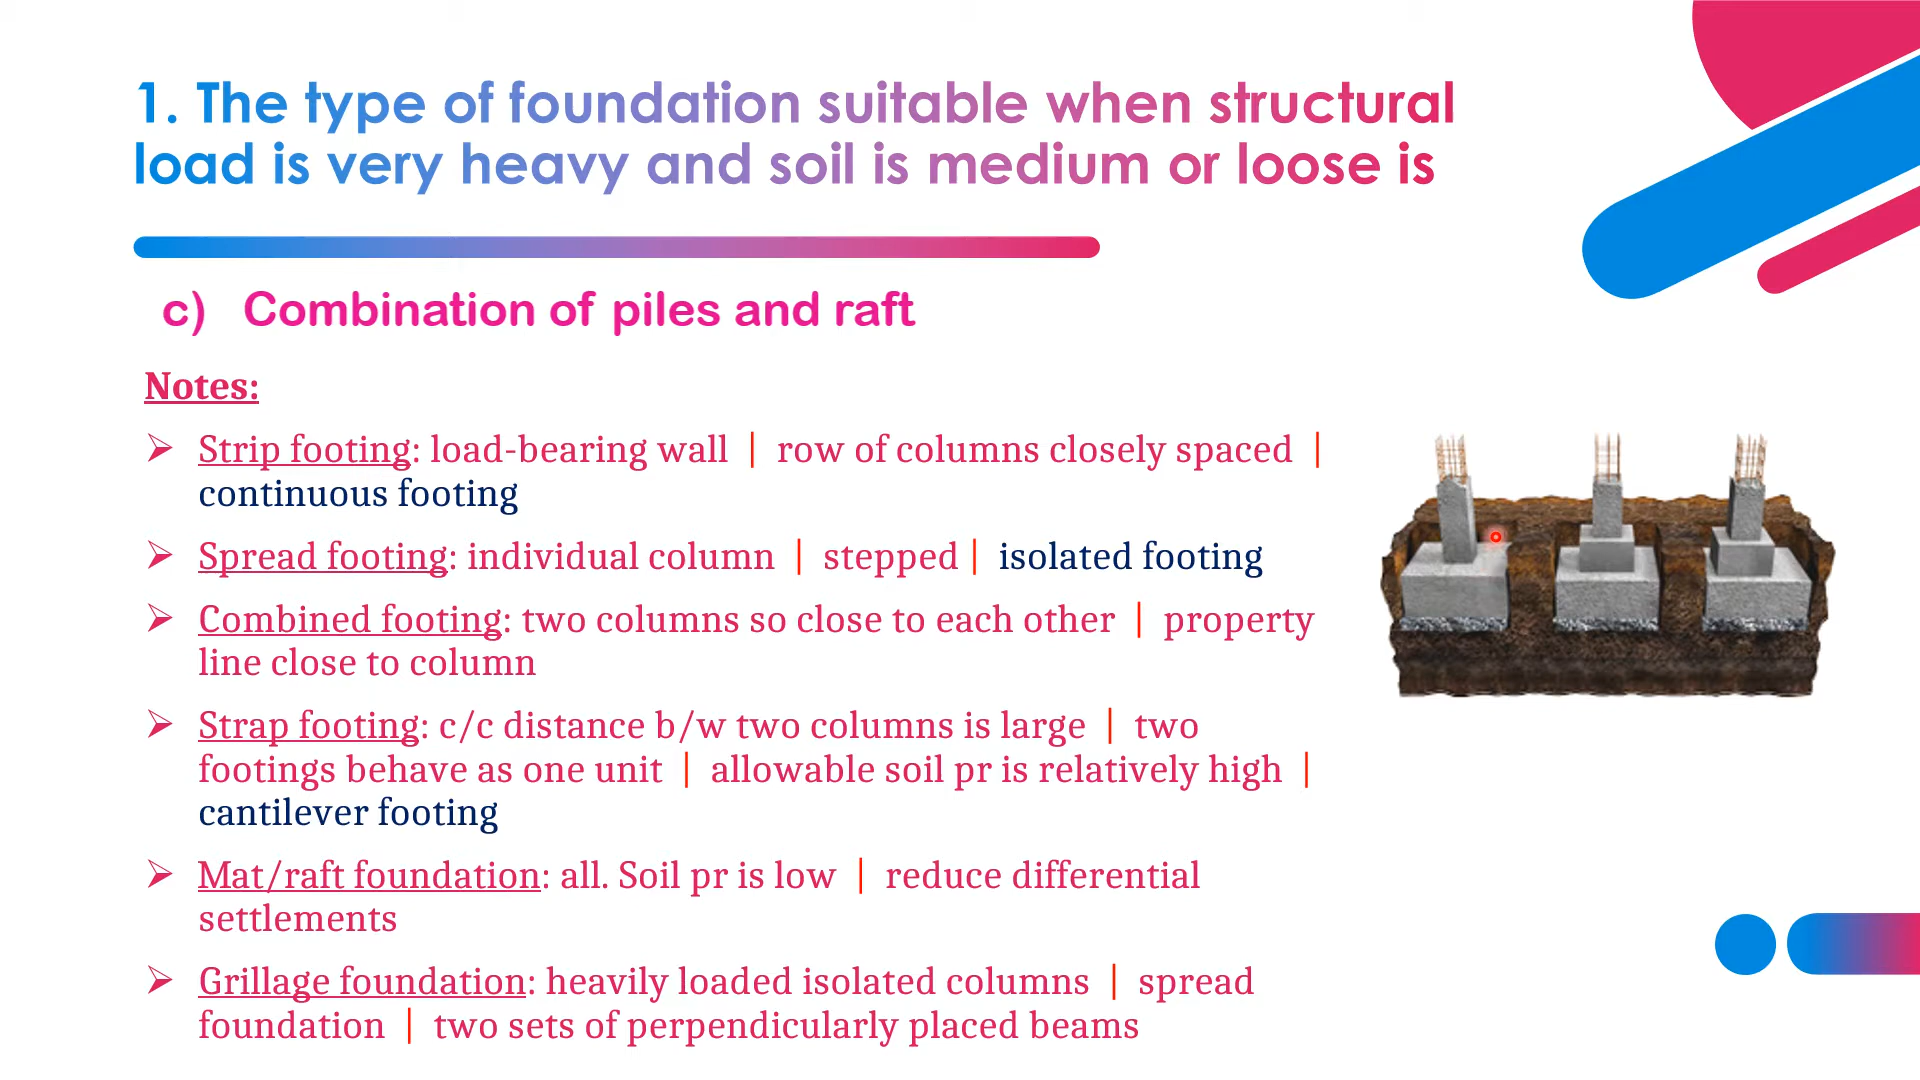 1. The type of foundation suitable when structural
load is very heavy and soil is medium or loose is
c) Combination of piles and raft
Notes:
➢ Strip footing: load-bearing wall | row of columns closely spaced |
continuous footing
➢ Spread footing: individual column | stepped | isolated footing
➢ Combined footing: two columns so close to each other | property
line close to column
➢ Strap footing: c/c distance b/w two columns is large | two
footings behave as one unit | allowable soil pr is relatively high |
cantilever footing
➢ Mat/raft foundation: all. Soil pr is low | reduce differential
settlements
➢ Grillage foundation: heavily loaded isolated columns | spread
foundation | two sets of perpendicularly placed beams